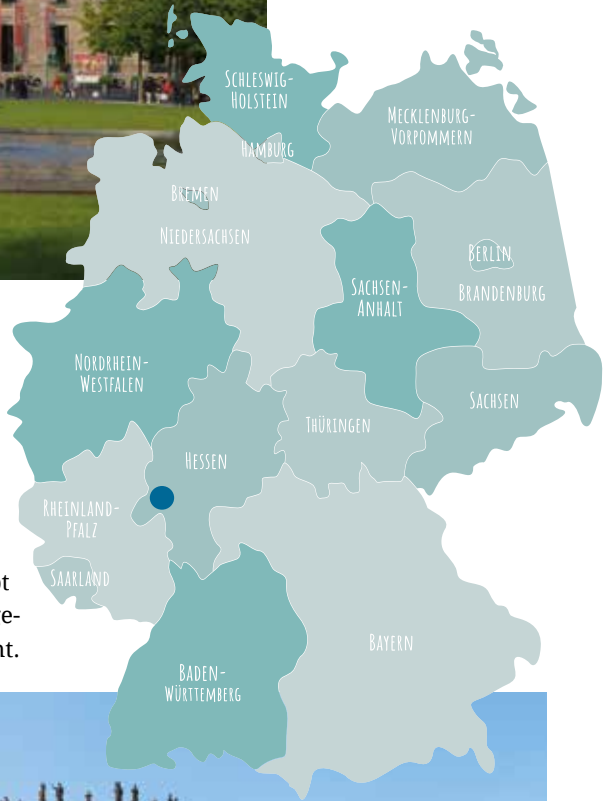 SCHLESWIG-
HOLSTEIN
MECKLENBURG-
VORPOMMERN
HAMBURG
BREMEN
NIEDERSACHSEN
BERLIN
BRANDENBURG
SACHSEN-
ANHALT
NORDRHEIN-
WESTFALEN
SACHSEN
THÜRINGEN
HESSEN
RHEINLAND-
PFALZ
SAARLAND
BAYERN
BADEN-
WÜRTTEMBERG